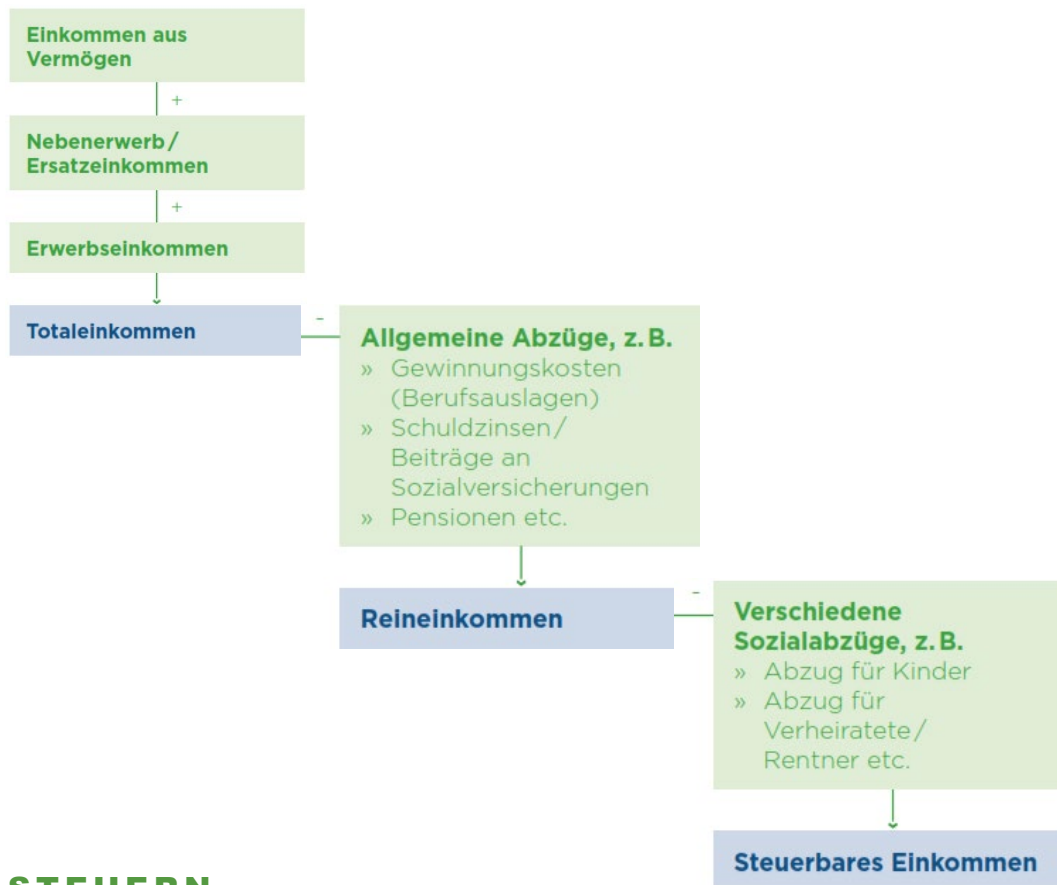 Einkommen aus
Vermögen
+
Nebenerwerb/
Ersatzeinkommen
+
Erwerbseinkommen
Totaleinkommen
-
Allgemeine Abzüge, z. B.
» Gewinnungskosten
(Berufsauslagen)
» Schuldzinsen/
Beiträge an
Sozialversicherungen
» Pensionen etc.
Reineinkommen
-
Verschiedene
Sozialabzüge, z. B.
» Abzug für Kinder
» Abzug für
Verheiratete/
Rentner etc.
Steuerbares Einkommen
STEUERN